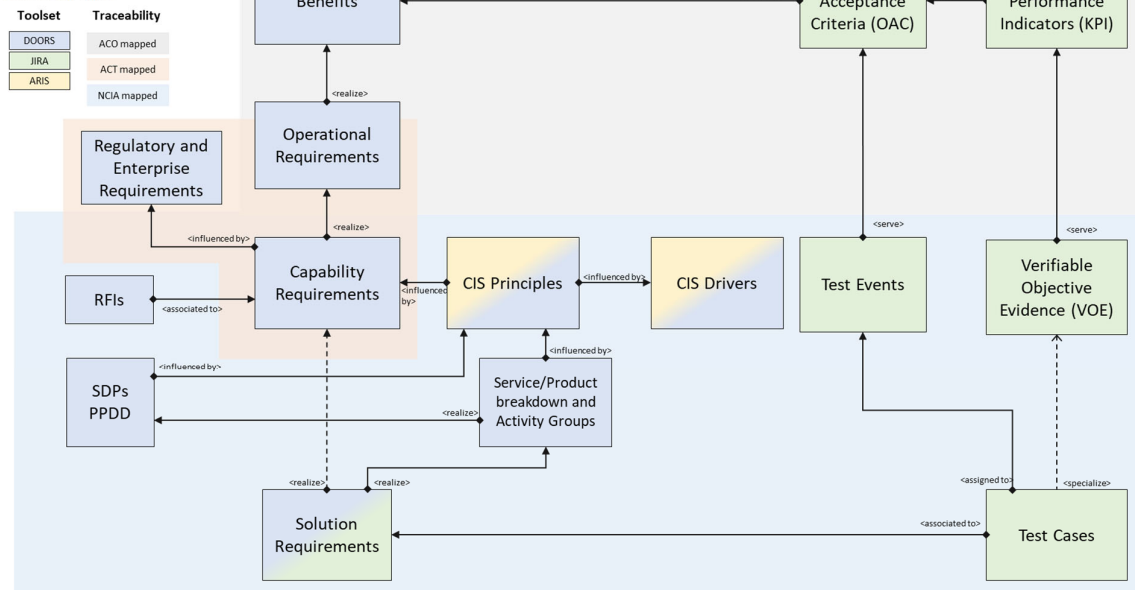 Benefits
Acceptance
Criteria (OAC)
Performance
Indicators (KPI)
Toolset
Traceability
DOORS
JIRA
ARIS
ACO mapped
ACT mapped
NCIA mapped
<realize>
Operational
Requirements
Regulatory and
Enterprise
Requirements
<influenced by>
<realize>
<serve>
<serve>
Capability
Requirements
<influenced
by>
CIS Principles
<influenced by>
CIS Drivers
Test Events
Verifiable
Objective
Evidence (VOE)
RFIs
<associated to>
<influenced by>
<influenced by>
SDPs
PPDD
<realize>
Service/Product
breakdown and
Activity Groups
<realize>
<realize>
<assigned to>
<specialize>
Solution
Requirements
<associated to>
Test Cases